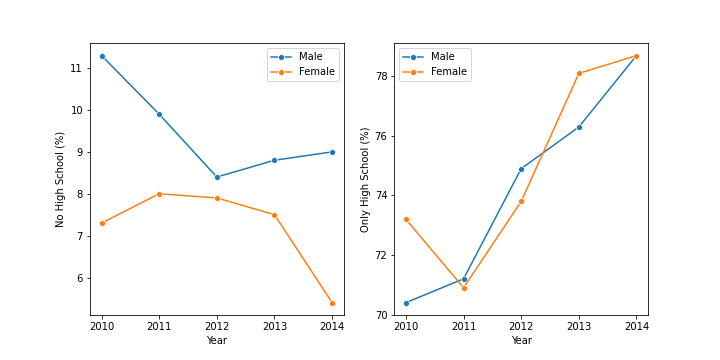 No High School (%)
11
10
9
8
7
6
Male
Female
2010 2011 2012 2013 2014
Year
Only High School (%)
78
76
74
72
70
Male
Female
2010 2011 2012 2013 2014
Year